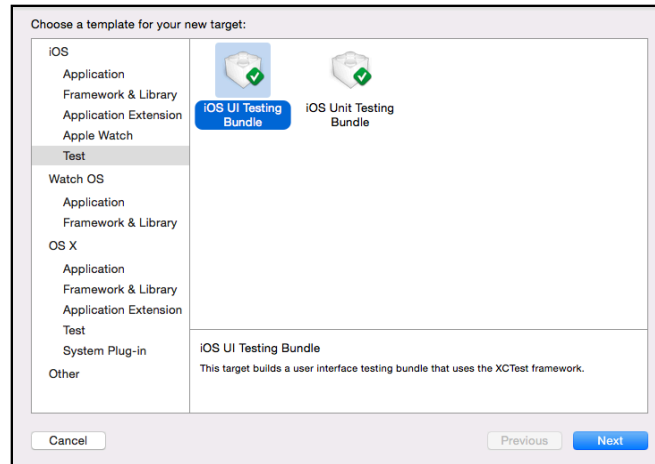 Choose a template for your new target:
iOS
Application
Framework & Library
Application Extension
Apple Watch
Test
Watch OS
Application
Framework & Library
OS X
Application
Framework & Library
Application Extension
Test
System Plug-in
Other
iOS UI Testing
Bundle
iOS Unit Testing
Bundle
iOS UI Testing Bundle
This target builds a user interface testing bundle that uses the XCTest framework.
Cancel
Previous
Next